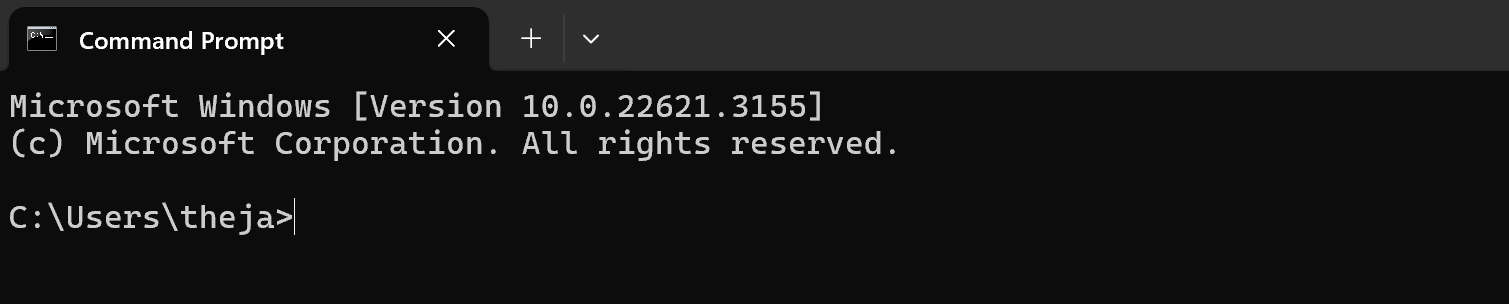 Command Prompt
Microsoft Windows [Version 10.0.22621.3155]
(c) Microsoft Corporation. All rights reserved.
C:\Users\theja>